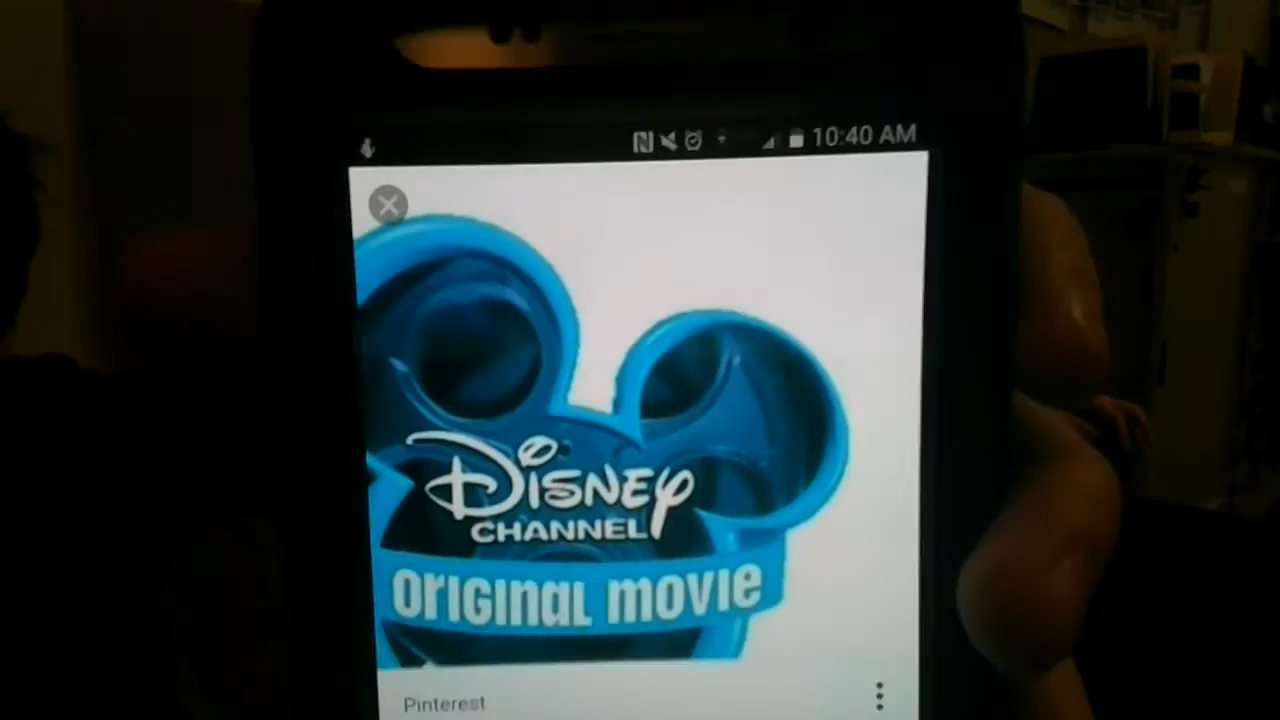 10:40 AM
Disney
CHANNEL
ORIGINAL MOVIE
Pinterest